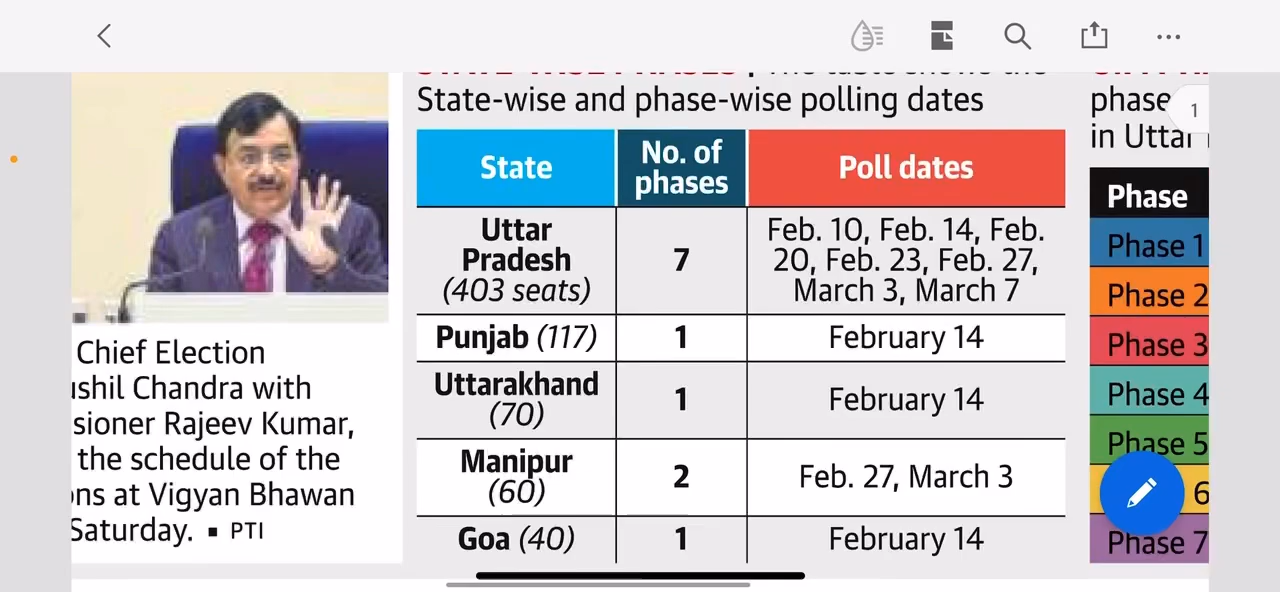 State-wise and phase-wise polling dates
State No. of phases Poll dates
Uttar Pradesh (403 seats) 7 Feb. 10, Feb. 14, Feb. 20, Feb. 23, Feb. 27, March 3, March 7
Punjab (117) 1 February 14
Uttarakhand (70) 1 February 14
Manipur (60) 2 Feb. 27, March 3
Goa (40) 1 February 14
Chief Election
ushil Chandra with
sioner Rajeev Kumar,
the schedule of the
ons at Vigyan Bhawan
Saturday. ▪ PTI
phase
in Uttar
1
Phase
Phase 1
Phase 2
Phase 3
Phase 4
Phase 5
6
Phase 7